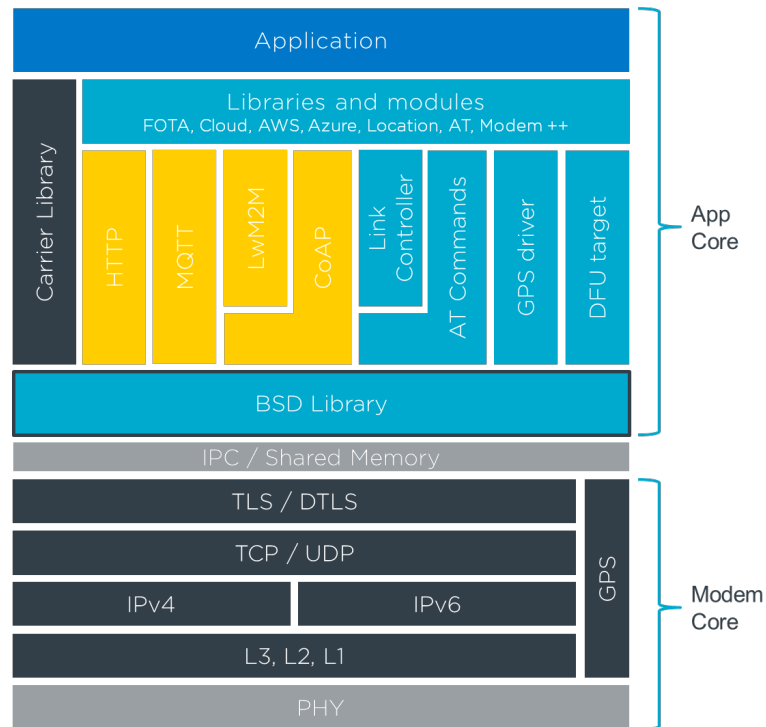 Application
Libraries and modules
FOTA, Cloud, AWS, Azure, Location, AT, Modem ++
Carrier Library
HTTP
MQTT
LwM2M
CoAP
Link
Controller
AT Commands
GPS driver
DFU target
App
Core
BSD Library
IPC / Shared Memory
TLS / DTLS
TCP / UDP
IPv4
IPv6
GPS
L3, L2, L1
Modem
Core
PHY